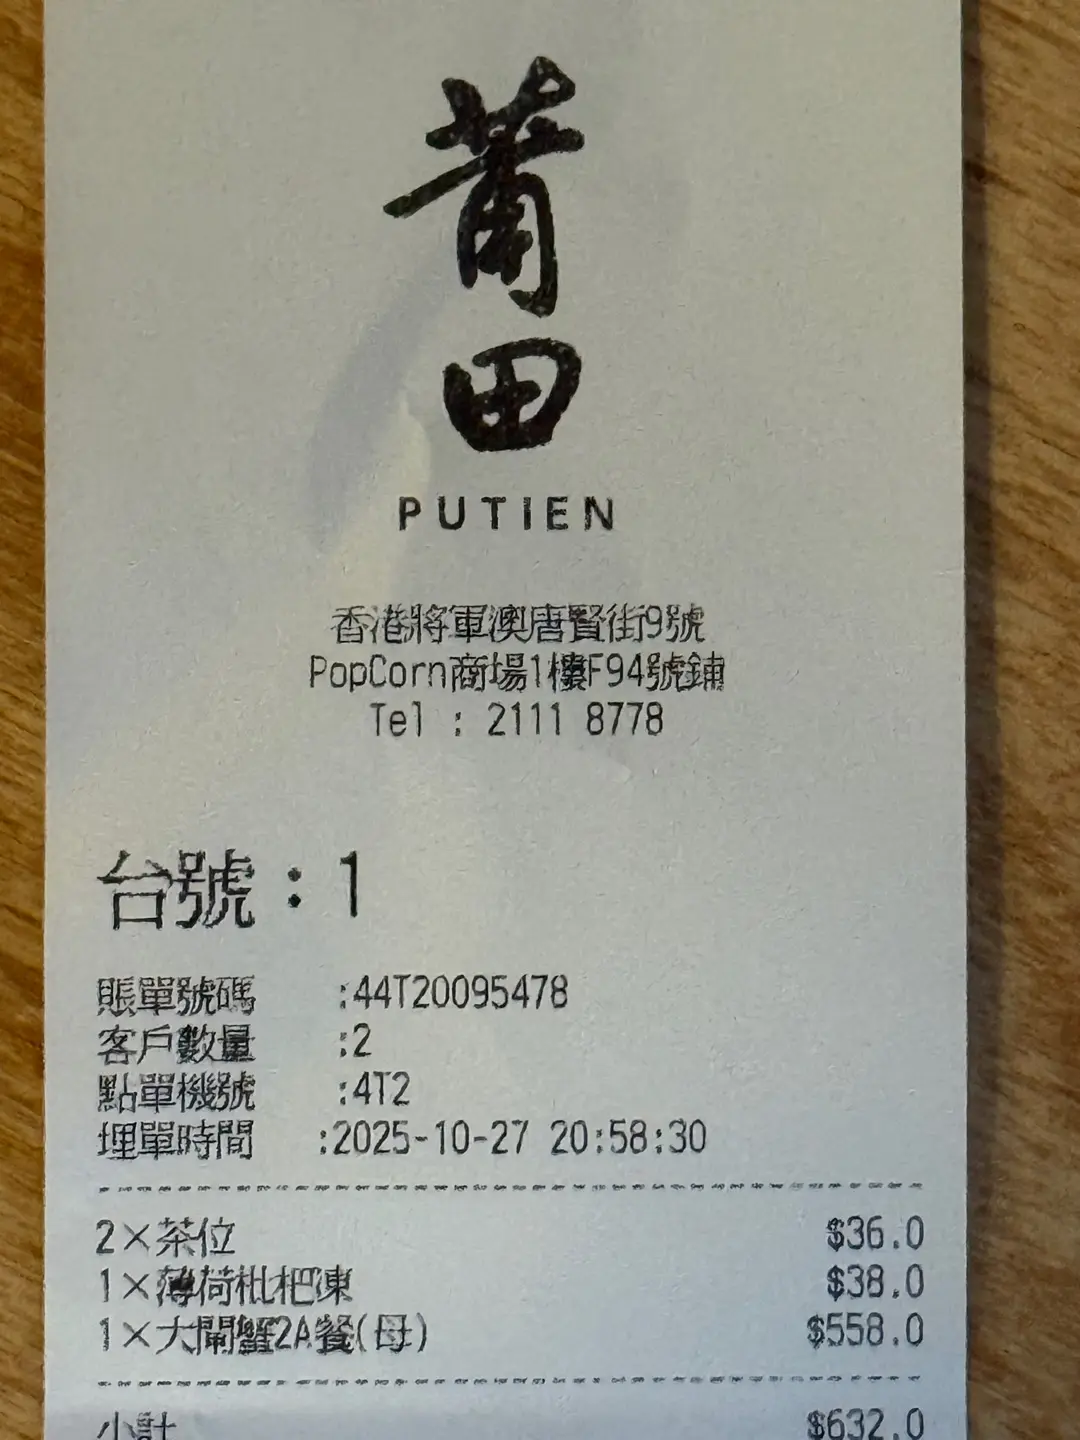 莆
田
PUTIEN
香港將軍澳唐賢街9號
PopCorn商場1樓F94號鋪
Tel : 2111 8778
台號：1
賬單號碼 :44T20095478
客戶數量 :2
點單機號 :4T2
埋單時間 :2025-10-27 20:58:30
2×茶位 $36.0
1×薄荷枇杷凍 $38.0
1×大閘蟹2A餐(母) $558.0
小計 $632.0